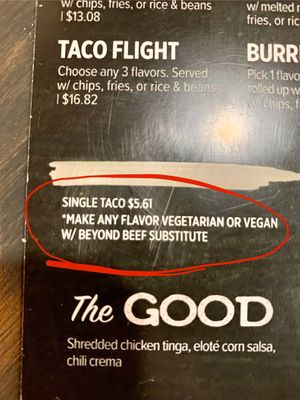 w/ chips, fries, or rice & beans
| $13.08
w/ melted
fries, or ric
TACO FLIGHT
Choose any 3 flavors. Served
w/ chips, fries, or rice & beans
| $16.82
BURR
Pick 1 flavo
rolled up w
w/ chips, f
SINGLE TACO $5.61
*MAKE ANY FLAVOR VEGETARIAN OR VEGAN
W/ BEYOND BEEF SUBSTITUTE
The GOOD
Shredded chicken tinga, eloté corn salsa,
chili crema